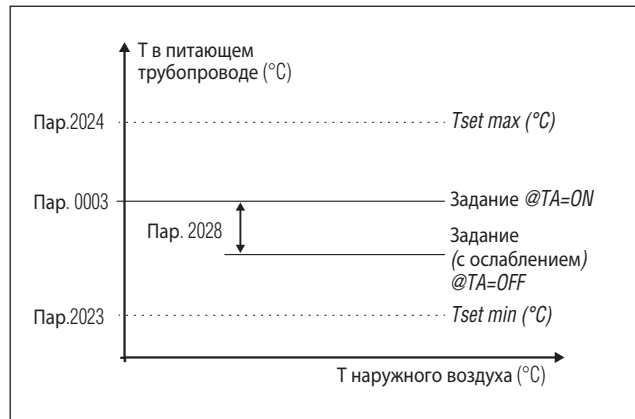 Т в питающем
трубопроводе (°C)
Пар.2024
Tset max (°C)
Пар. 0003
Задание @TA=ON
Пар. 2028
Задание
(с ослаблением)
@TA=OFF
Пар.2023
Tset min (°C)
Т наружного воздуха (°C)